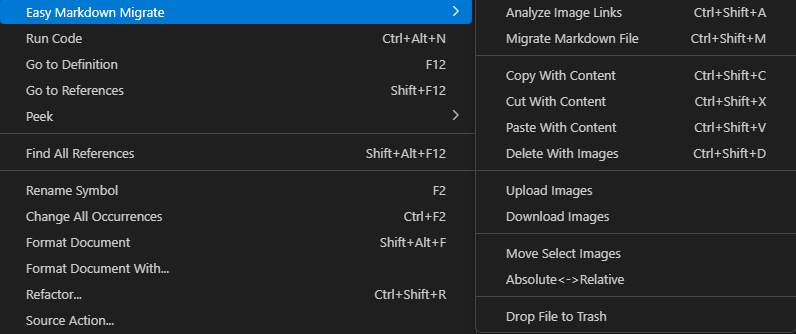 Easy Markdown Migrate
Run Code Ctrl+Alt+N
Go to Definition F12
Go to References Shift+F12
Peek
Find All References Shift+Alt+F12
Rename Symbol F2
Change All Occurrences Ctrl+F2
Format Document Shift+Alt+F
Format Document With...
Refactor... Ctrl+Shift+R
Source Action...
Analyze Image Links Ctrl+Shift+A
Migrate Markdown File Ctrl+Shift+M
Copy With Content Ctrl+Shift+C
Cut With Content Ctrl+Shift+X
Paste With Content Ctrl+Shift+V
Delete With Images Ctrl+Shift+D
Upload Images
Download Images
Move Select Images
Absolute<->Relative
Drop File to Trash